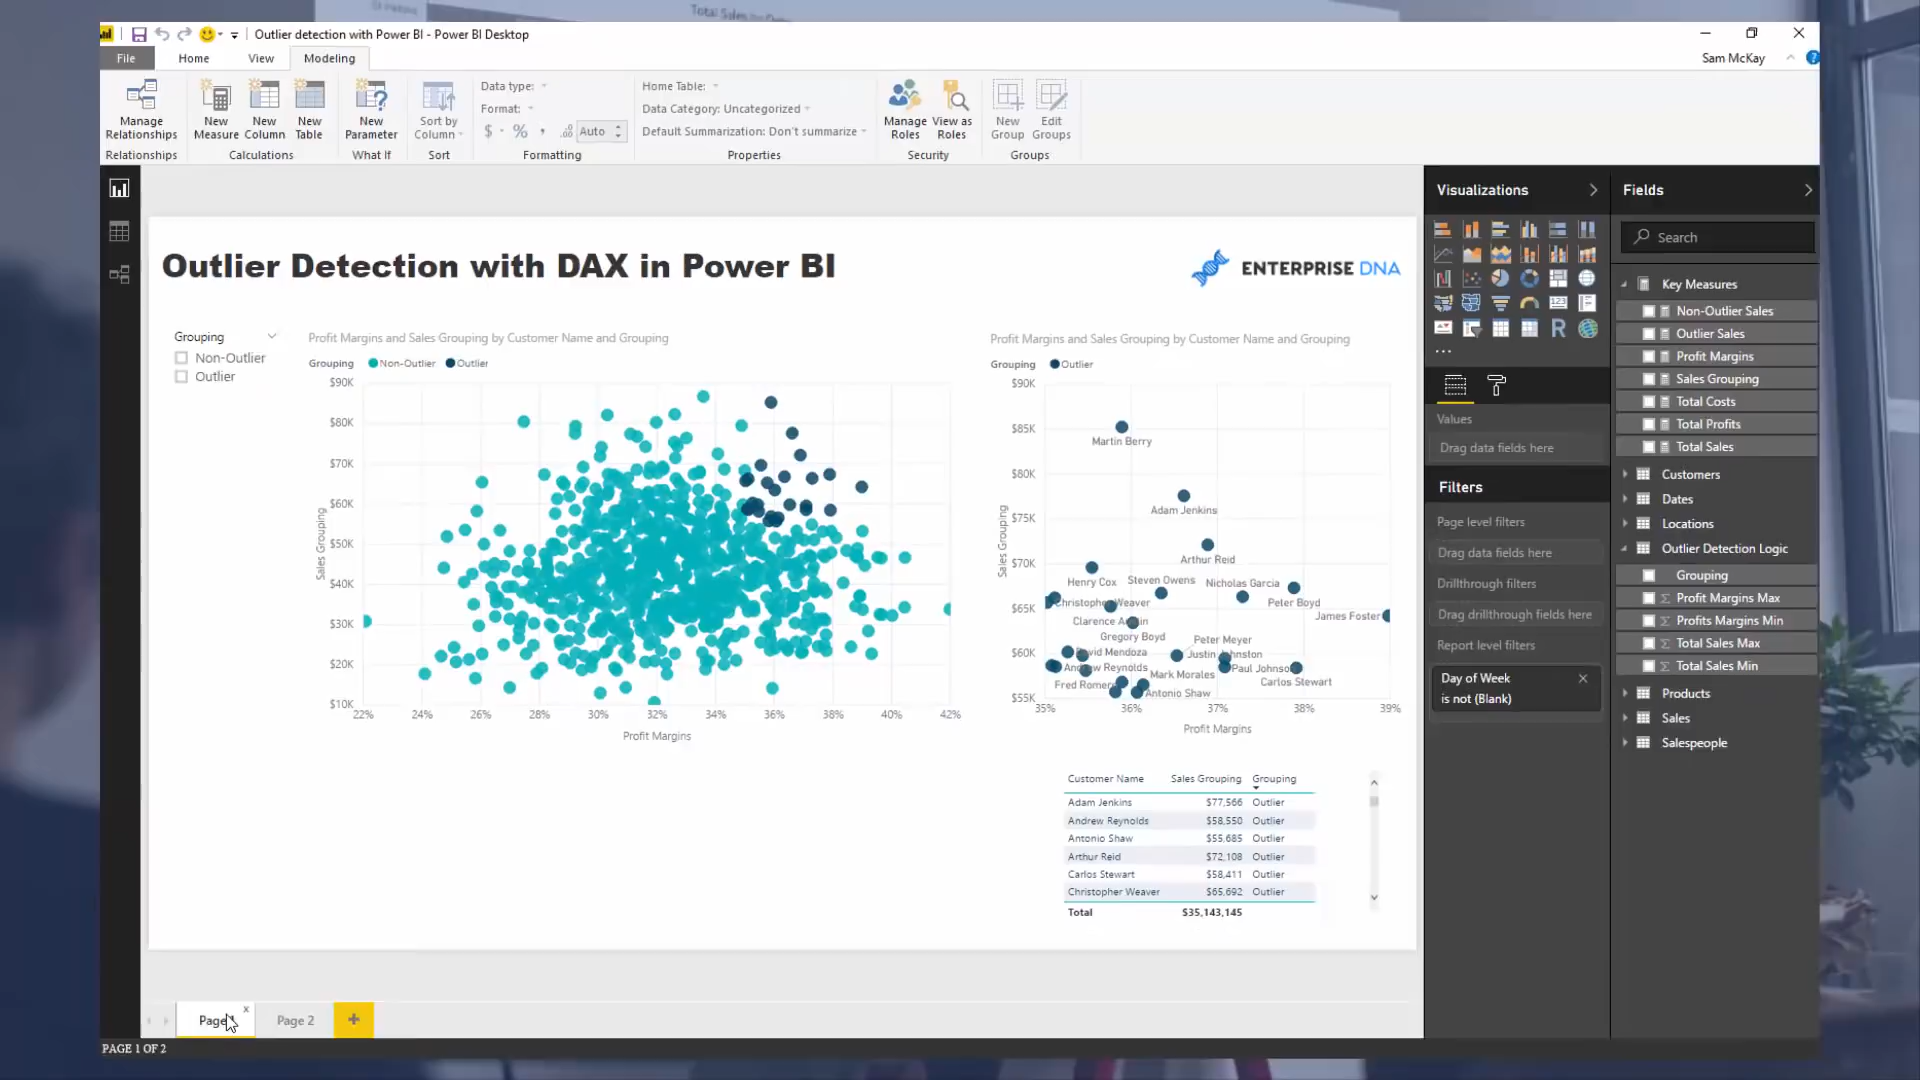 Outlier detection with Power BI - Power BI Desktop
File
Home
View
Modeling
Sam McKay
Manage Relationships
New Measure
New Column
New Table
New Parameter
Sort by Column
Data type:
Format:
$ % , .00 Auto
Home Table:
Data Category: Uncategorized
Default Summarization: Don't summarize
Manage Roles
View as Roles
New Group
Edit Groups
Relationships
Calculations
What If
Sort
Formatting
Properties
Security
Groups
Outlier Detection with DAX in Power BI
ENTERPRISE DNA
Grouping
Non-Outlier
Outlier
Profit Margins and Sales Grouping by Customer Name and Grouping
Grouping Non-Outlier Outlier
$90K
$80K
$70K
$60K
$50K
$40K
$30K
$20K
$10K
Sales Grouping
22% 24% 26% 28% 30% 32% 34% 36% 38% 40% 42%
Profit Margins
Profit Margins and Sales Grouping by Customer Name and Grouping
Grouping Outlier
$90K
$85K
$80K
$75K
$70K
$65K
$60K
$55K
Sales Grouping
Martin Berry
Adam Jenkins
Arthur Reid
Henry Cox
Steven Owens
Nicholas Garcia
Christopher Weaver
Peter Boyd
James Foster
Clarence
Gregory Boyd
Peter Meyer
David Mendoza
Justin Johnston
Andrew Reynolds
Paul Johnson
Mark Morales
Carlos Stewart
Fred Romero
Antonio Shaw
35% 36% 37% 38% 39%
Profit Margins
Customer Name Sales Grouping Grouping
Adam Jenkins $77,566 Outlier
Andrew Reynolds $58,550 Outlier
Antonio Shaw $55,685 Outlier
Arthur Reid $72,108 Outlier
Carlos Stewart $58,411 Outlier
Christopher Weaver $65,692 Outlier
Total $35,143,145
Page 1
Page 2
PAGE 1 OF 2
Visualizations
Values
Drag data fields here
Filters
Page level filters
Drag data fields here
Drillthrough filters
Drag drillthrough fields here
Report level filters
Day of Week
is not (Blank)
Fields
Search
Key Measures
Non-Outlier Sales
Outlier Sales
Profit Margins
Sales Grouping
Total Costs
Total Profits
Total Sales
Customers
Dates
Locations
Outlier Detection Logic
Grouping
Profit Margins Max
Profits Margins Min
Total Sales Max
Total Sales Min
Products
Sales
Salespeople